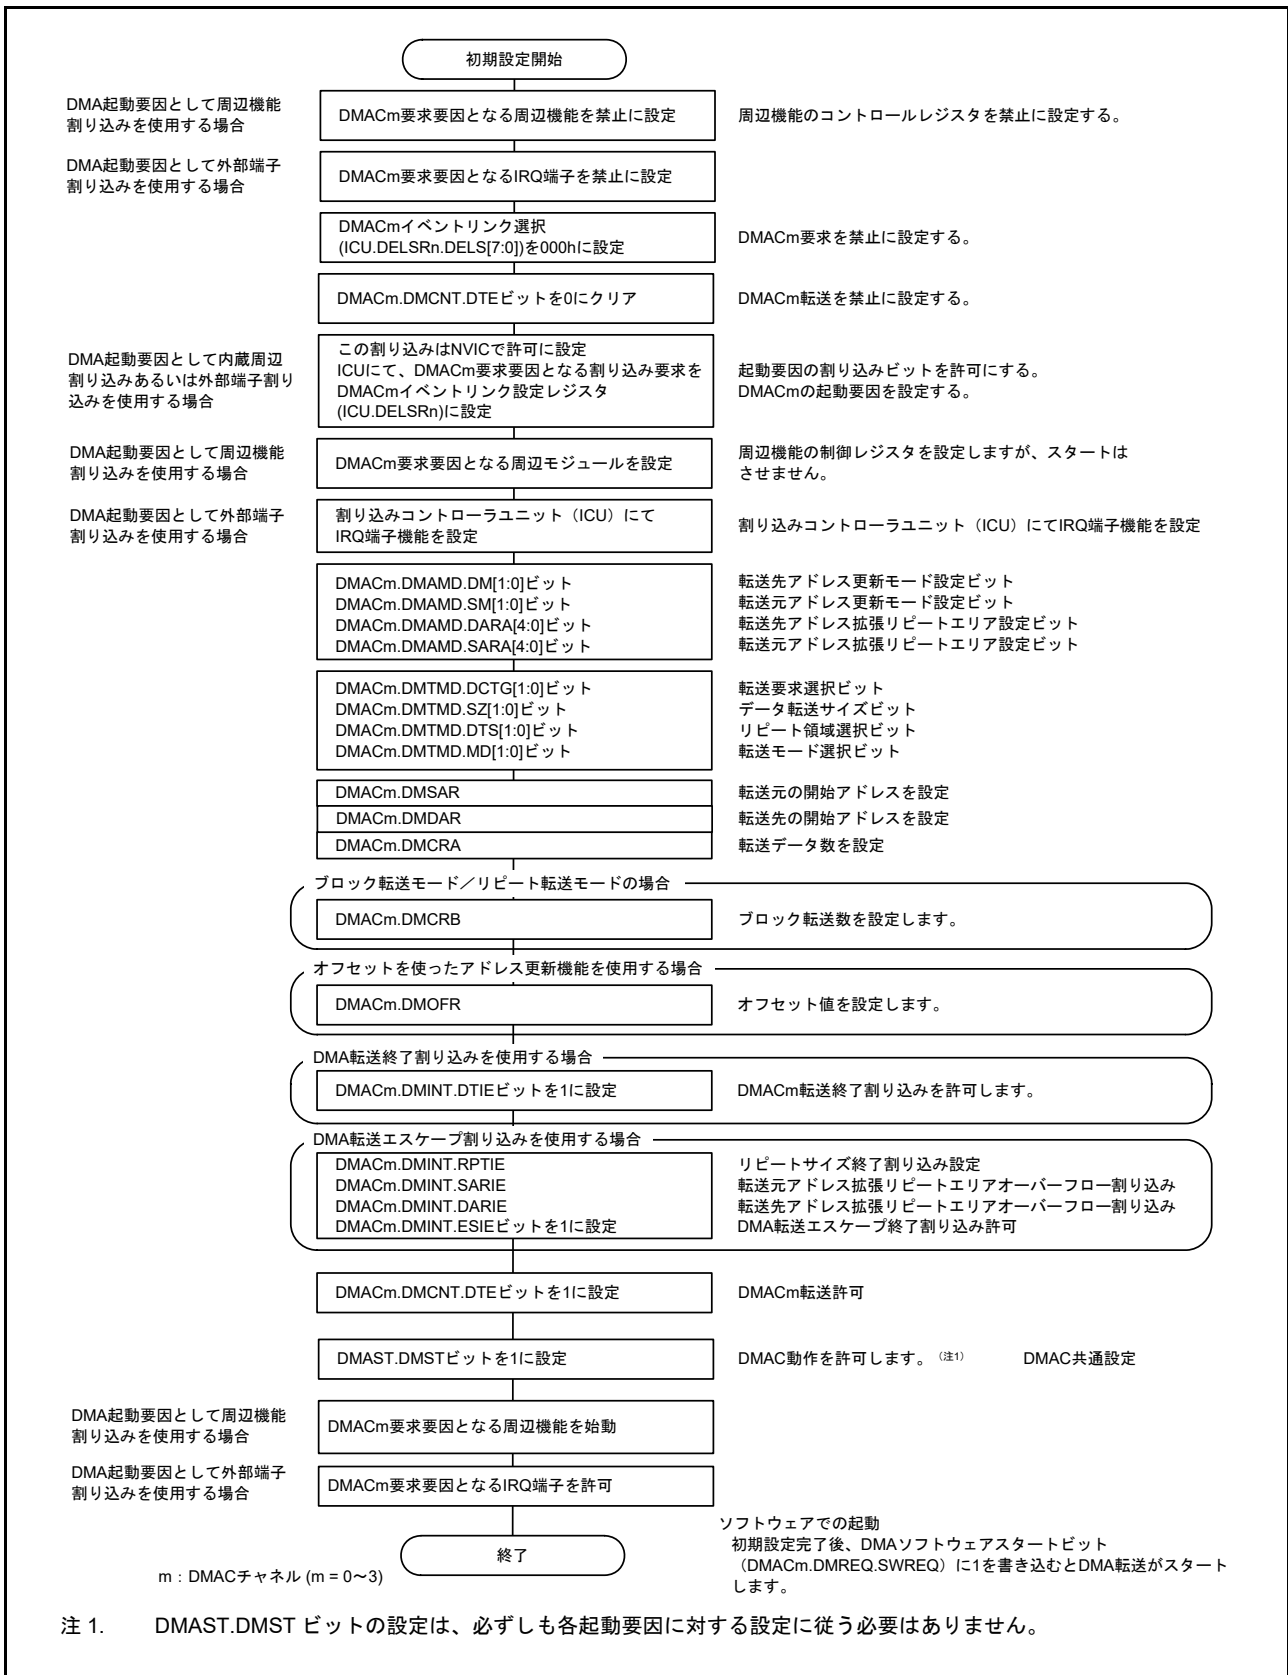 初期設定開始
DMA起動要因として周辺機能
割り込みを使用する場合
DMACm要求要因となる周辺機能を禁止に設定
周辺機能のコントロールレジスタを禁止に設定する。
DMA起動要因として外部端子
割り込みを使用する場合
DMACm要求要因となるIRQ端子を禁止に設定
DMACmイベントリンク選択
(ICU.DELSRn.DELS[7:0])を000hに設定
DMACm要求を禁止に設定する。
DMACm.DMCNT.DTEビットを0にクリア
DMACm転送を禁止に設定する。
DMA起動要因として内蔵周辺
割り込みあるいは外部端子割り
込みを使用する場合
この割り込みはNVICで許可に設定
ICUにて、DMACm要求要因となる割り込み要求を
DMACmイベントリンク設定レジスタ
(ICU.DELSRn)に設定
起動要因の割り込みビットを許可にする。
DMACmの起動要因を設定する。
DMA起動要因として周辺機能
割り込みを使用する場合
DMACm要求要因となる周辺モジュールを設定
周辺機能の制御レジスタを設定しますが、スタートは
させません。
DMA起動要因として外部端子
割り込みを使用する場合
割り込みコントローラユニット（ICU）にて
IRQ端子機能を設定
割り込みコントローラユニット（ICU）にてIRQ端子機能を設定
DMACm.DMAMD.DM[1:0]ビット
DMACm.DMAMD.SM[1:0]ビット
DMACm.DMAMD.DARA[4:0]ビット
DMACm.DMAMD.SARA[4:0]ビット
転送先アドレス更新モード設定ビット
転送元アドレス更新モード設定ビット
転送先アドレス拡張リピートエリア設定ビット
転送元アドレス拡張リピートエリア設定ビット
DMACm.DMTMD.DCTG[1:0]ビット
DMACm.DMTMD.SZ[1:0]ビット
DMACm.DMTMD.DTS[1:0]ビット
DMACm.DMTMD.MD[1:0]ビット
転送要求選択ビット
データ転送サイズビット
リピート領域選択ビット
転送モード選択ビット
DMACm.DMSAR
転送元の開始アドレスを設定
DMACm.DMDAR
転送先の開始アドレスを設定
DMACm.DMCRA
転送データ数を設定
ブロック転送モード／リピート転送モードの場合
DMACm.DMCRB
ブロック転送数を設定します。
オフセットを使ったアドレス更新機能を使用する場合
DMACm.DMOFR
オフセット値を設定します。
DMA転送終了割り込みを使用する場合
DMACm.DMINT.DTIEビットを1に設定
DMACm転送終了割り込みを許可します。
DMA転送エスケープ割り込みを使用する場合
DMACm.DMINT.RPTIE
DMACm.DMINT.SARIE
DMACm.DMINT.DARIE
DMACm.DMINT.ESIEビットを1に設定
リピートサイズ終了割り込み設定
転送元アドレス拡張リピートエリアオーバーフロー割り込み
転送先アドレス拡張リピートエリアオーバーフロー割り込み
DMA転送エスケープ終了割り込み許可
DMACm.DMCNT.DTEビットを1に設定
DMACm転送許可
DMAST.DMSTビットを1に設定
DMAC動作を許可します。（注1） DMAC共通設定
DMA起動要因として周辺機能
割り込みを使用する場合
DMACm要求要因となる周辺機能を始動
DMA起動要因として外部端子
割り込みを使用する場合
DMACm要求要因となるIRQ端子を許可
終了
ソフトウェアでの起動
初期設定完了後、DMAソフトウェアスタートビット
（DMACm.DMREQ.SWREQ）に1を書き込むとDMA転送がスタート
します。
m：DMACチャネル (m = 0～3)
注 1. DMAST.DMST ビットの設定は、必ずしも各起動要因に対する設定に従う必要はありません。